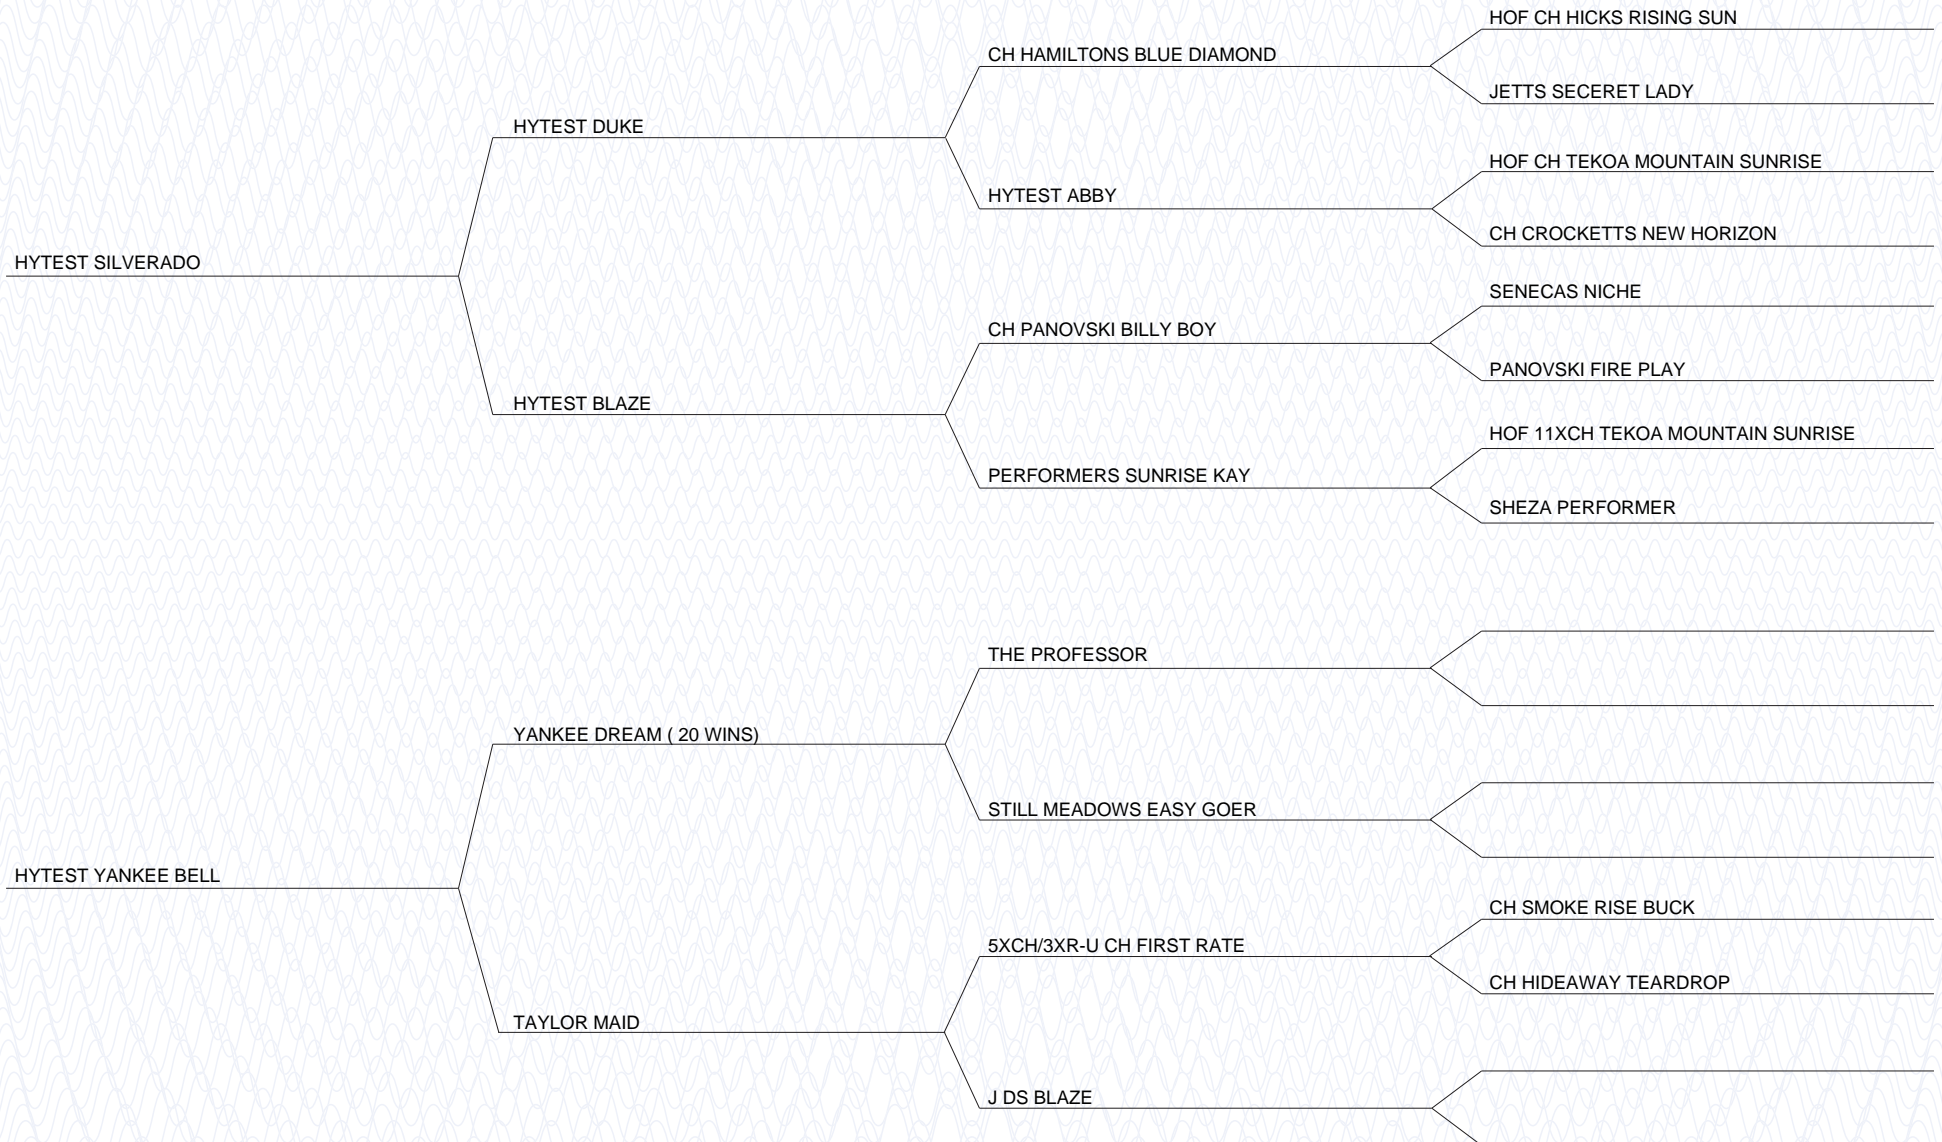 HOF CH HICKS RISING SUN
CH HAMILTONS BLUE DIAMOND
JETTS SECERET LADY
HYTEST DUKE
HOF CH TEKOA MOUNTAIN SUNRISE
HYTEST ABBY
CH CROCKETTS NEW HORIZON
HYTEST SILVERADO
SENECAS NICHE
CH PANOVSKI BILLY BOY
PANOVSKI FIRE PLAY
HYTEST BLAZE
HOF 11XCH TEKOA MOUNTAIN SUNRISE
PERFORMERS SUNRISE KAY
SHEZA PERFORMER
THE PROFESSOR
YANKEE DREAM ( 20 WINS)
STILL MEADOWS EASY GOER
HYTEST YANKEE BELL
CH SMOKE RISE BUCK
5XCH/3XR-U CH FIRST RATE
CH HIDEAWAY TEARDROP
TAYLOR MAID
J DS BLAZE